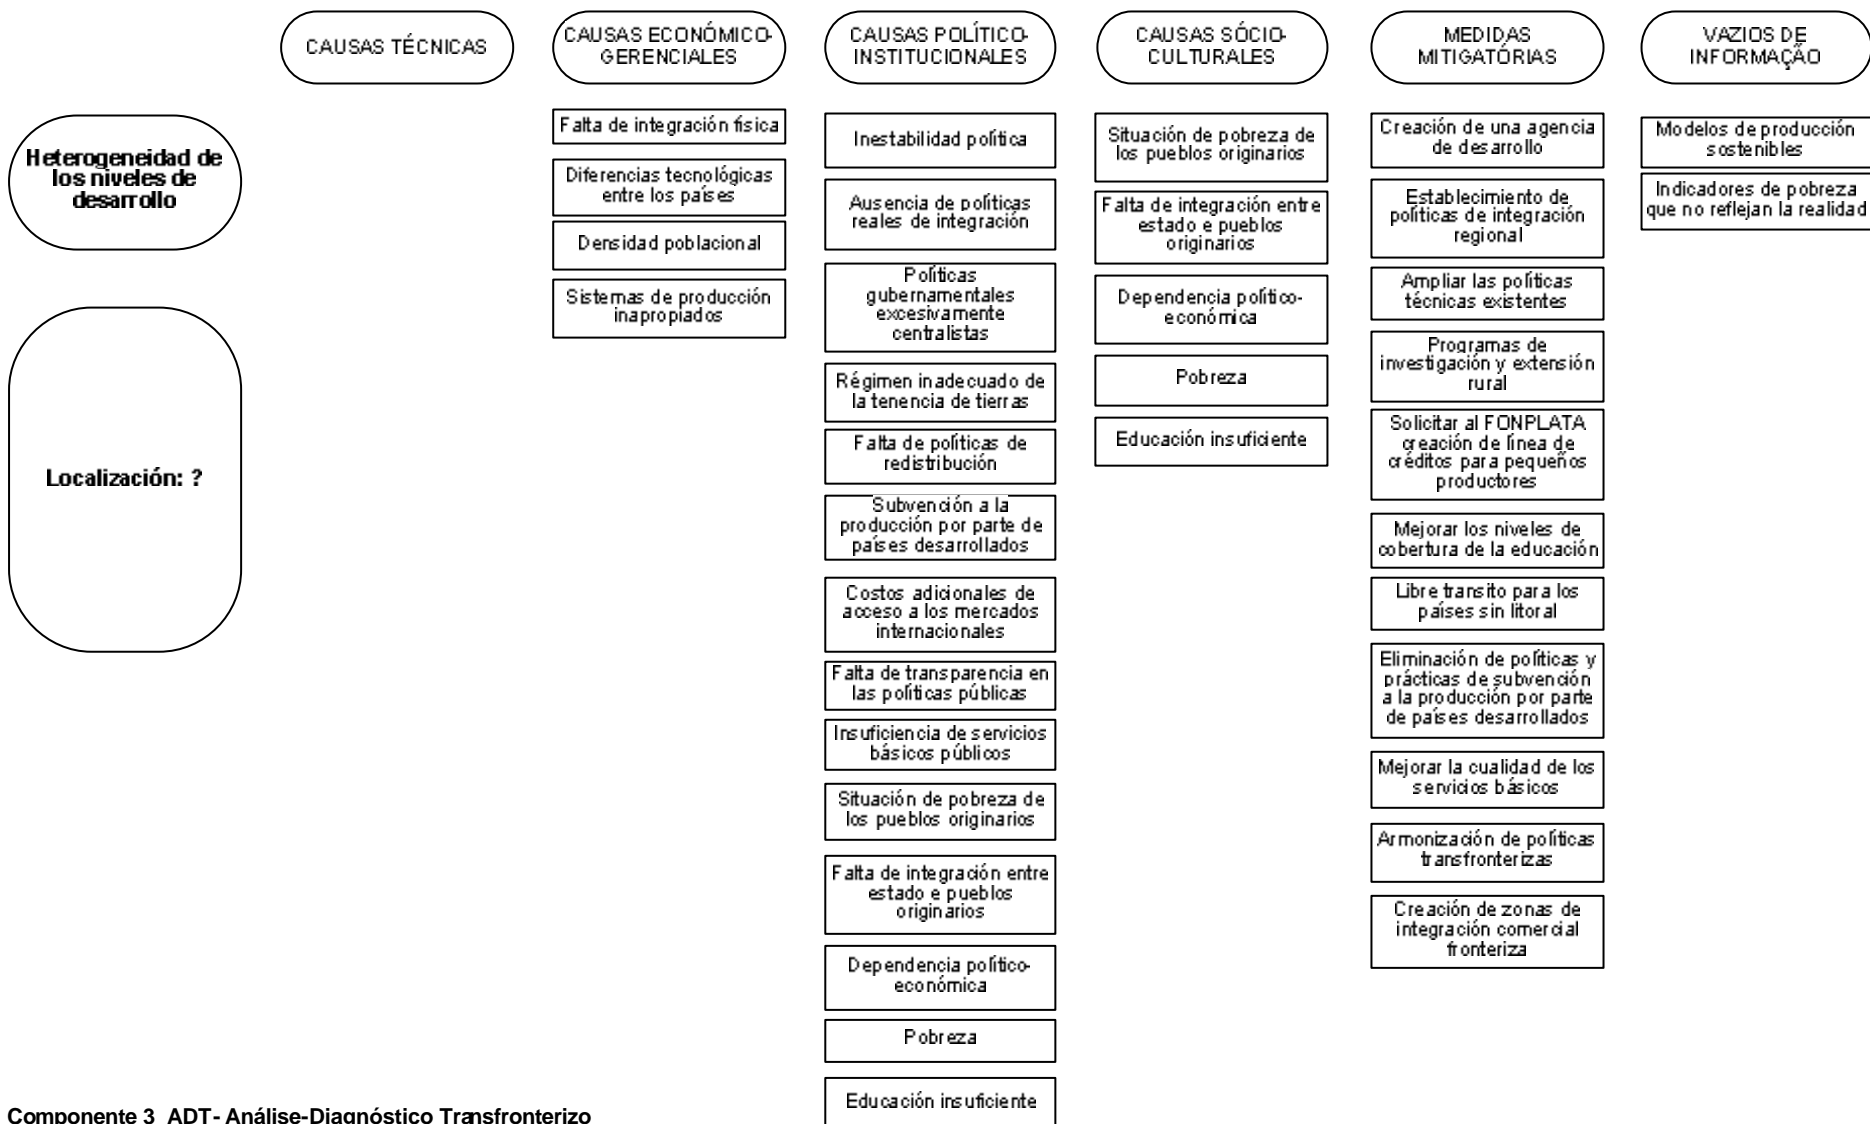 CAUSAS TÉCNICAS
CAUSAS ECONÓMICO-
GERENCIALES
CAUSAS POLÍTICO-
INSTITUCIONALES
CAUSAS SÓCIO-
CULTURALES
MEDIDAS
MITIGATÓRIAS
VAZIOS DE
INFORMAÇÃO
Heterogeneidad de
los niveles de
desarrollo
Localización: ?
Falta de integración física
Diferencias tecnológicas
entre los países
Densidad poblacional
Sistemas de producción
inapropiados
Inestabilidad política
Ausencia de políticas
reales de integración
Políticas
gubernamentales
excesivamente
centralistas
Régimen inadecuado de
la tenencia de tierras
Falta de políticas de
redistribución
Subvención a la
producción por parte de
países desarrollados
Costos adicionales de
acceso a los mercados
internacionales
Falta de transparencia en
las políticas públicas
Insuficiencia de servicios
básicos públicos
Situación de pobreza de
los pueblos originarios
Falta de integración entre
estado e pueblos
originarios
Dependencia político-
económica
Pobreza
Educación insuficiente
Situación de pobreza de
los pueblos originarios
Falta de integración entre
estado e pueblos
originarios
Dependencia político-
económica
Pobreza
Educación insuficiente
Creación de una agencia
de desarrollo
Establecimiento de
políticas de integración
regional
Ampliar las políticas
técnicas existentes
Programas de
investigación y extensión
rural
Solicitar al FONPLATA
creación de línea de
créditos para pequeños
productores
Mejorar los niveles de
cobertura de la educación
Libre transito para los
países sin litoral
Eliminación de políticas y
prácticas de subvención
a la producción por parte
de países desarrollados
Mejorar la cualidad de los
servicios básicos
Armonización de políticas
transfronterizas
Creación de zonas de
integración comercial
fronteriza
Modelos de producción
sostenibles
Indicadores de pobreza
que no reflejan la realidad
Componente 3 ADT- Análise-Diagnóstico Transfronterizo